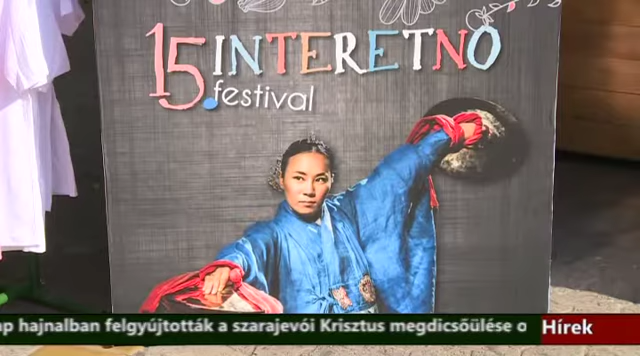 15 INTERETNO
festival
hajnalban felgyújtották a szarajevói Krisztus megdicsőülése
Hírek